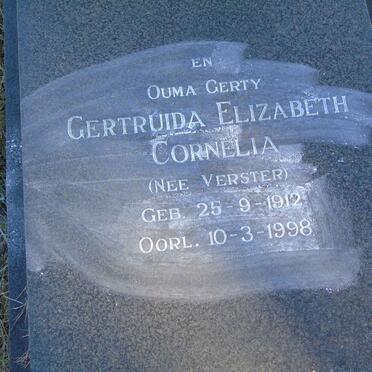 EN
OUMA GERTY
GERTRUIDA ELIZABETH
CORNELIA
(NEE VERSTER)
GEB. 25-9-1912
OORL. 10-3-1998